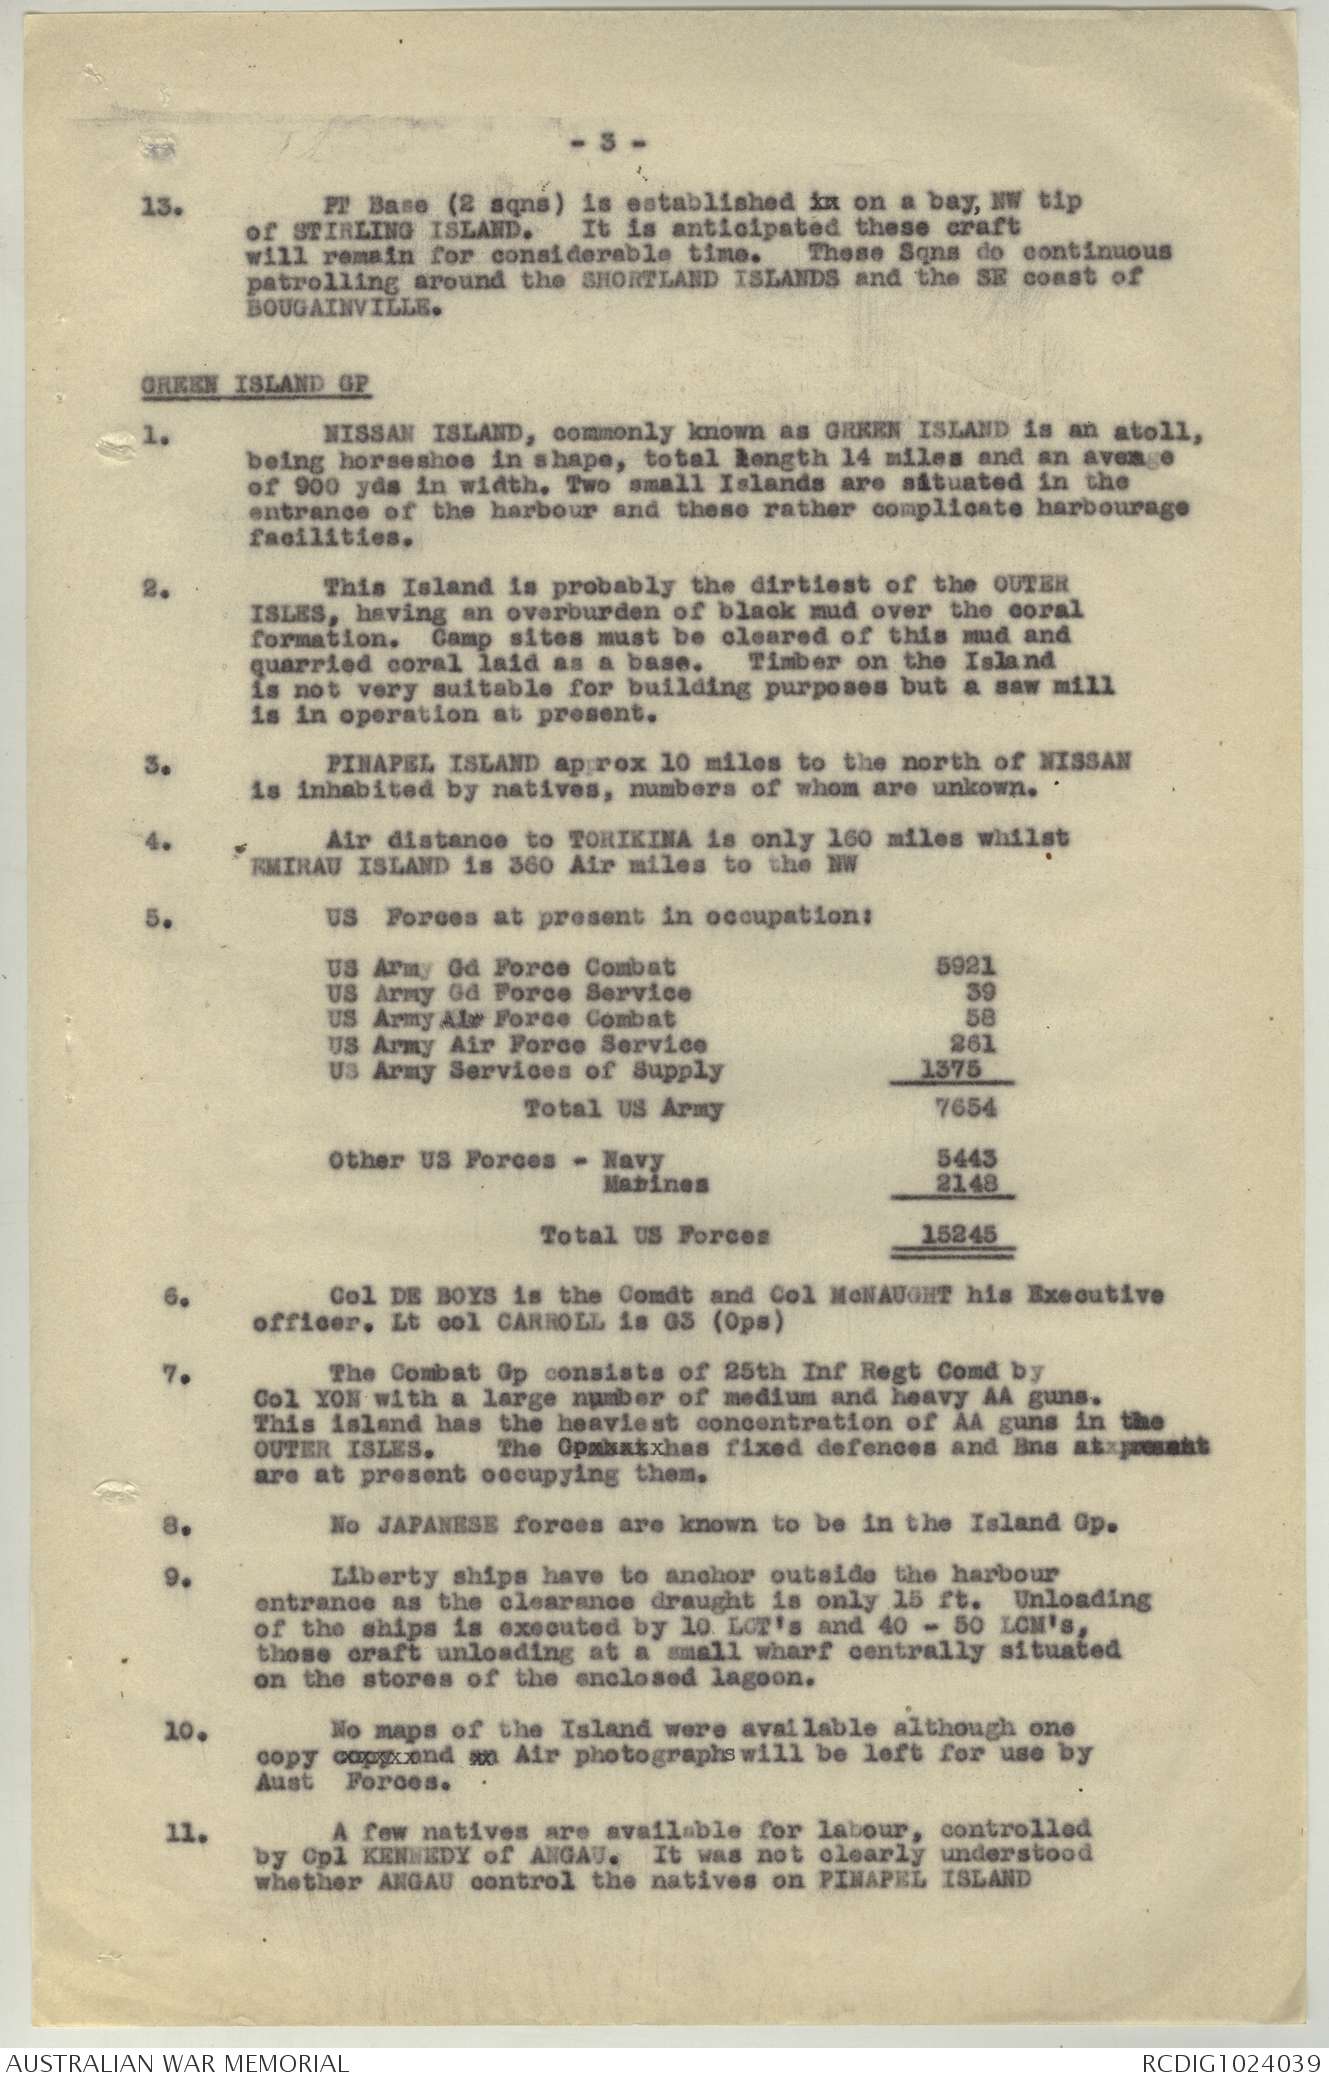 - 3 -
13. PT Base (2 sqns) is established on a bay, NW tip
of STIRLING ISLAND. It is anticipated these craft
will remain for considerable time. These Sqns do continuous
patrolling around the SHORTLAND ISLANDS and the SE coast of
BOUGAINVILLE.
GREEN ISLAND GP
1. NISSAN ISLAND, commonly known as GREEN ISLAND is an atoll,
being horseshoe in shape, total length 14 miles and an average
of 900 yds in width. Two small Islands are situated in the
entrance of the harbour and these rather complicate harbourage
facilities.
2. This Island is probably the dirtiest of the OUTER
ISLES, having an overburden of black mud over the coral
formation. Camp sites must be cleared of this mud and
quarried coral laid as a base. Timber on the Island
is not very suitable for building purposes but a saw mill
is in operation at present.
3. PINAPEL ISLAND approx 10 miles to the north of NISSAN
is inhabited by natives, numbers of whom are unkown.
4. Air distance to TORIKINA is only 160 miles whilst
EMIRAU ISLAND is 360 Air miles to the NW
5. US Forces at present in occupation:
US Army Gd Force Combat 5921
US Army Gd Force Service 39
US Army Air Force Combat 58
US Army Air Force Service 261
US Army Services of Supply 1375
Total US Army 7654
Other US Forces - Navy 5443
Marines 2148
Total US Forces 15245
6. Col DE BOYS is the Comdt and Col McNAUGHT his Executive
officer. Lt col CARROLL is G3 (Ops)
7. The Combat Gp consists of 25th Inf Regt Comd by
Col YON with a large number of medium and heavy AA guns.
This island has the heaviest concentration of AA guns in the
OUTER ISLES. The Gp has fixed defences and Bns at present
are at present occupying them.
8. No JAPANESE forces are known to be in the Island Gp.
9. Liberty ships have to anchor outside the harbour
entrance as the clearance draught is only 15 ft. Unloading
of the ships is executed by 10 LCT's and 40 - 50 LCM's,
those craft unloading at a small wharf centrally situated
on the stores of the enclosed lagoon.
10. No maps of the Island were available although one
copy copy and an Air photographs will be left for use by
Aust Forces.
11. A few natives are available for labour, controlled
by Cpl KENNEDY of ANGAU. It was not clearly understood
whether ANGAU control the natives on PINAPEL ISLAND
AUSTRALIAN WAR MEMORIAL
RCDIG1024039